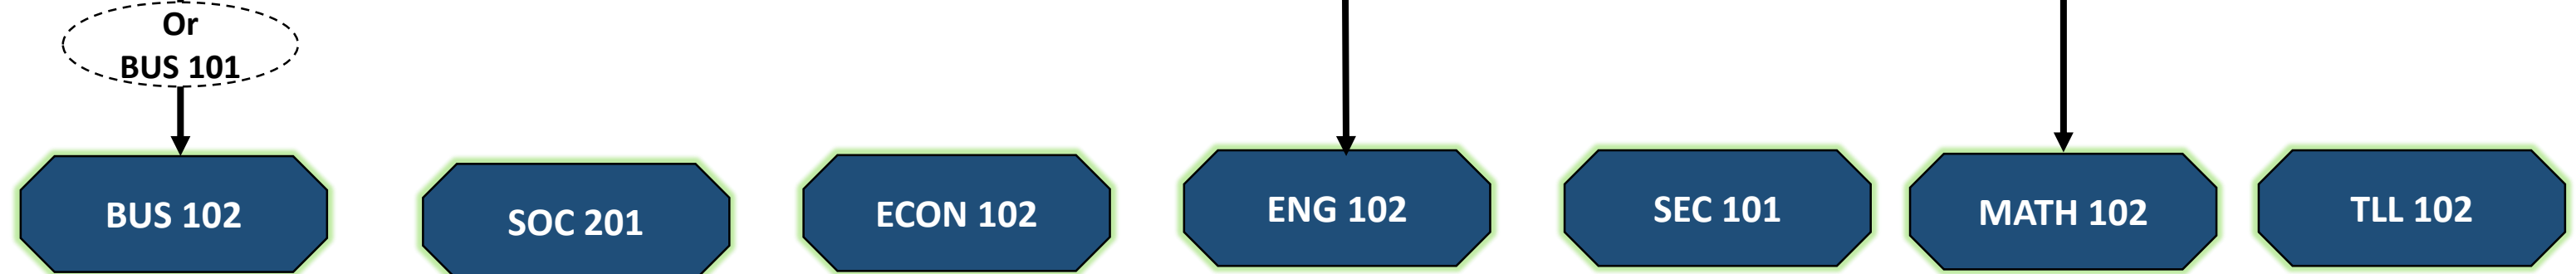 Or
BUS 101
BUS 102
SOC 201
ECON 102
ENG 102
SEC 101
MATH 102
TLL 102